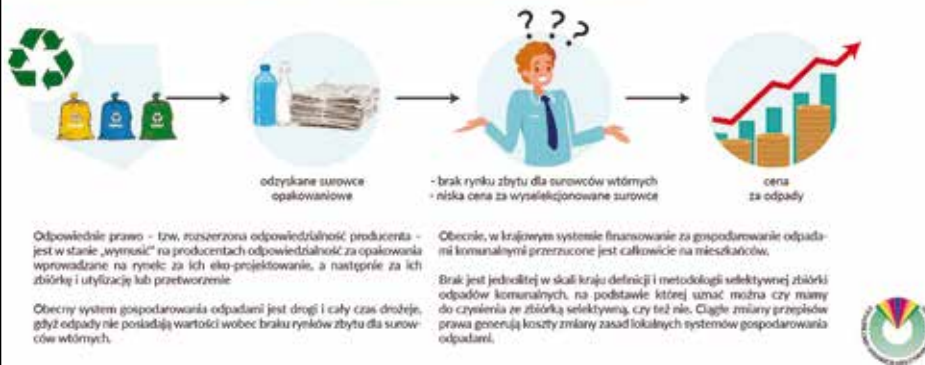 ? ? ?
odzyskane surowce
opakowaniowe
- brak rynku zbytu dla surowców wtórnych
- niska cena za wyselekcjonowane surowce
cena
za odpady
Odpowiednie prawo – tzw. rozszerzona odpowiedzialność producenta –
jest w stanie „wymusić” na producentach odpowiedzialność za opakowania
wprowadzane na rynek: za ich eko-projektowanie, a następnie za ich
zbiórkę i utylizację lub przetworzenie
Obecny system gospodarowania odpadami jest drogi i cały czas drożeje,
gdyż odpady nie posiadają wartości wobec braku rynków zbytu dla surow-
ców wtórnych.
Obecnie, w krajowym systemie finansowanie za gospodarowanie odpada-
mi komunalnymi przerzucone jest całkowicie na mieszkańców.
Brak jest jednolitej w skali kraju definicji i metodologii selektywnej zbiórki
odpadów komunalnych, na podstawie której uznać można czy mamy
do czynienia ze zbiórką selektywną, czy też nie. Ciągłe zmiany przepisów
prawa generują koszty zmiany zasad lokalnych systemów gospodarowania
odpadami.